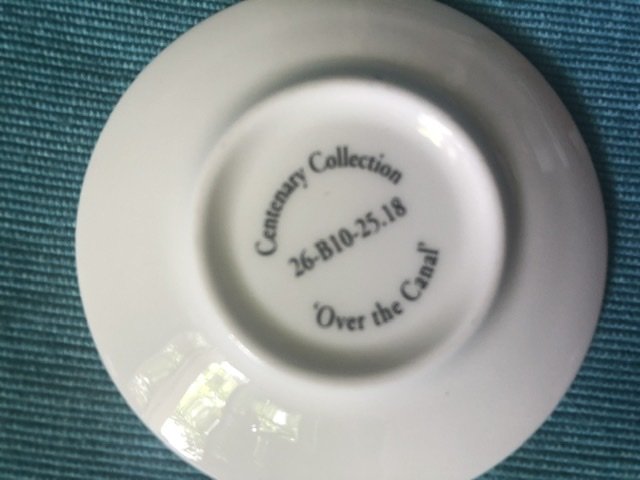 Centenary Collection
26-B10-25.18
'Over the Canal'